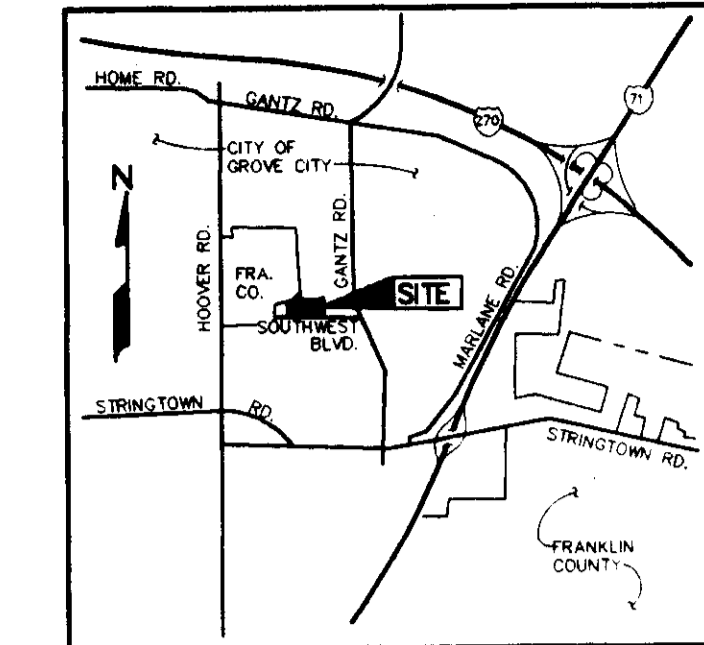 HOME RD.
GANTZ RD.
71
270
CITY OF
GROVE CITY
N
HOOVER RD.
GANTZ RD.
FRA.
CO.
SITE
SOUTHWEST
BLVD.
MARLANE RD.
STRINGTOWN RD.
STRINGTOWN RD.
FRANKLIN
COUNTY